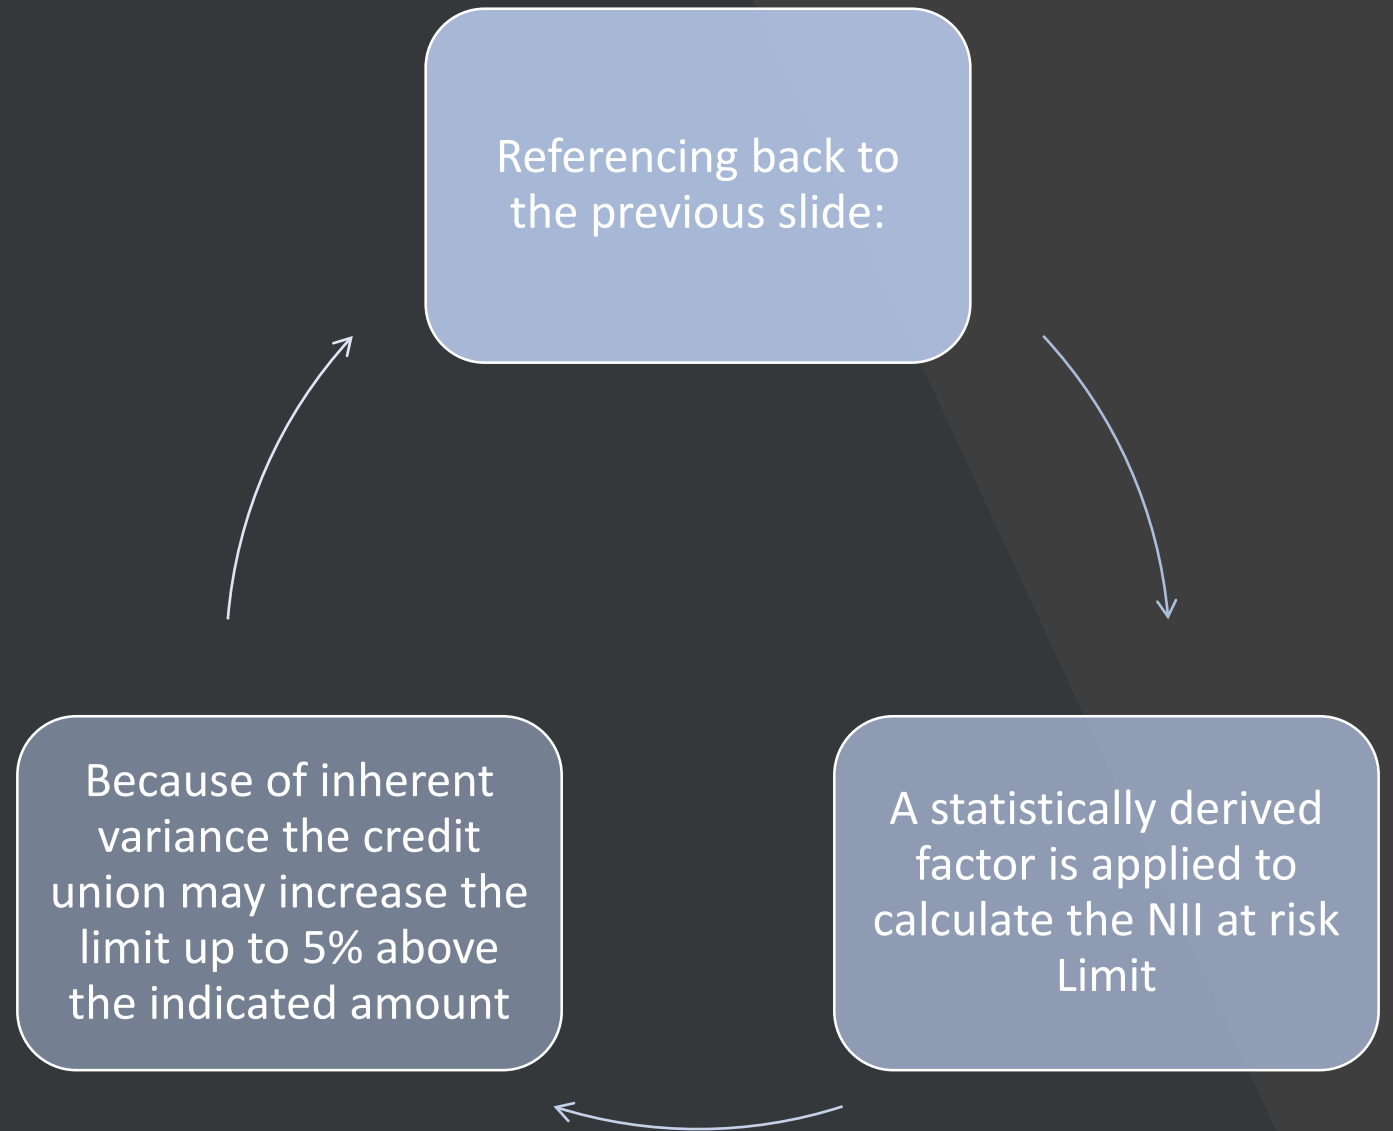 Referencing back to
the previous slide:
A statistically derived
factor is applied to
calculate the NII at risk
Limit
Because of inherent
variance the credit
union may increase the
limit up to 5% above
the indicated amount